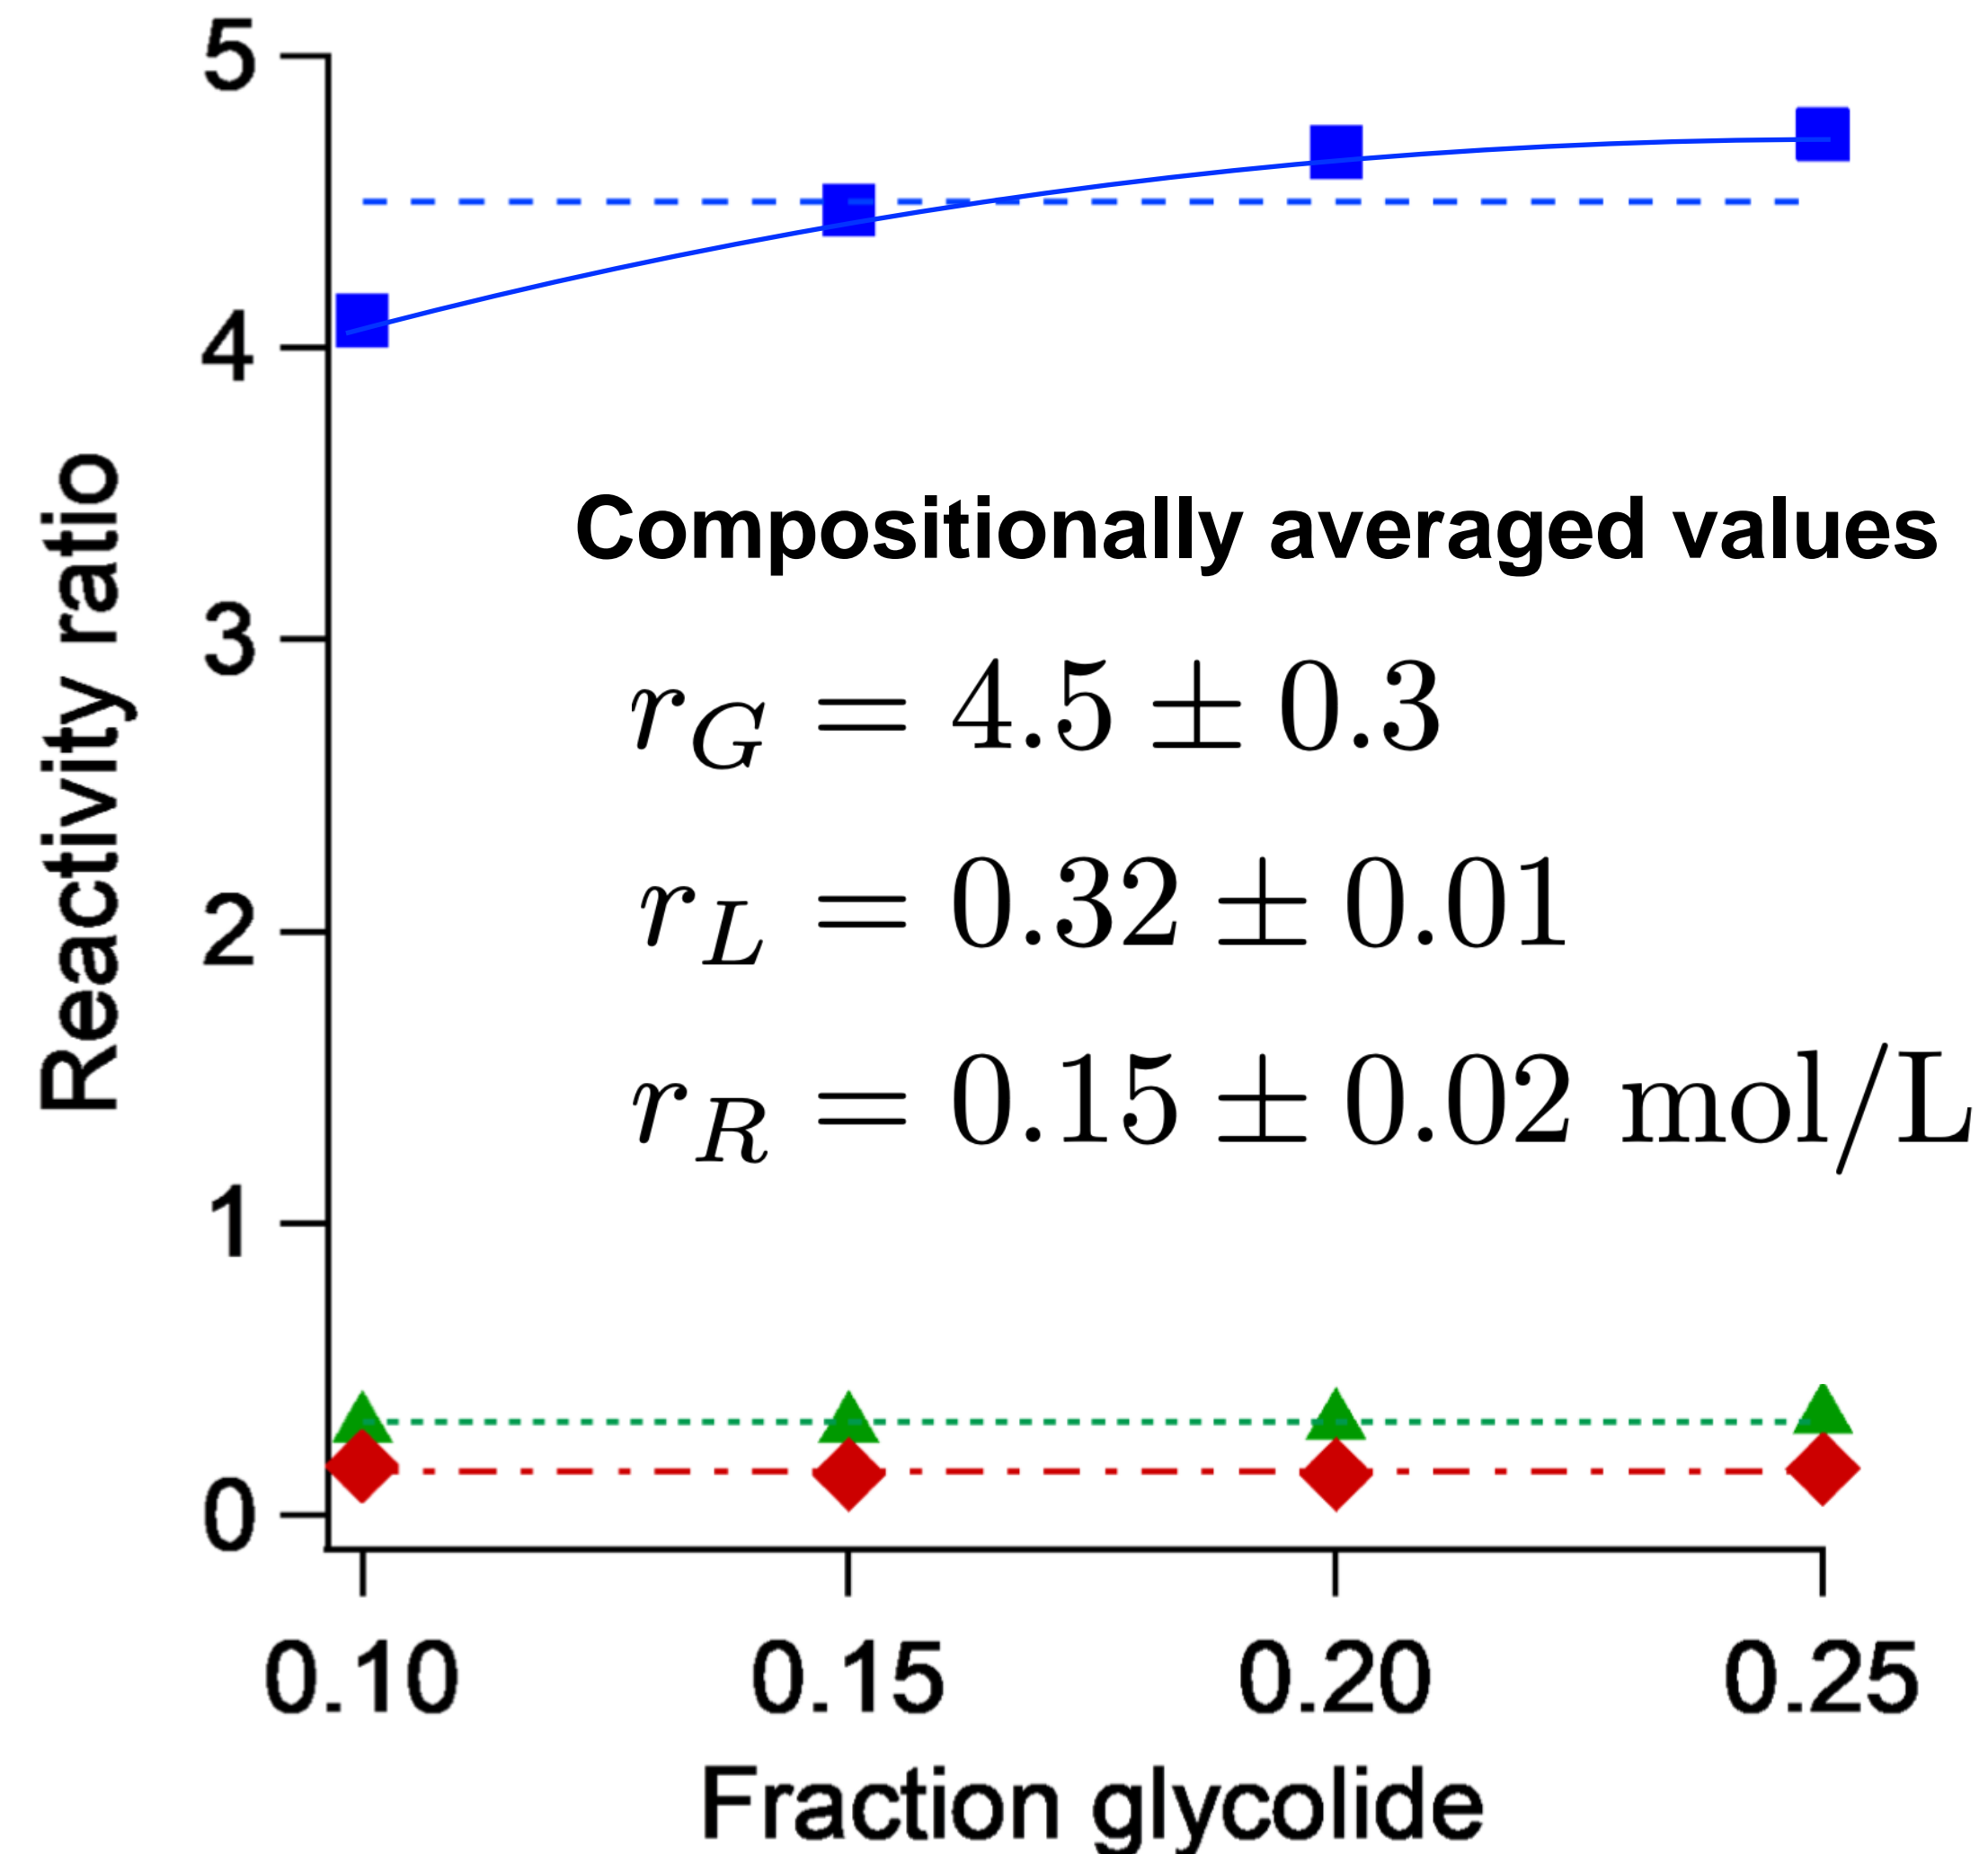 5
4
3
2
1
0
Reactivity ratio
Compositionally averaged values
r_G = 4.5 ± 0.3
r_L = 0.32 ± 0.01
r_R = 0.15 ± 0.02 mol/L
0.10 0.15 0.20 0.25
Fraction glycolide